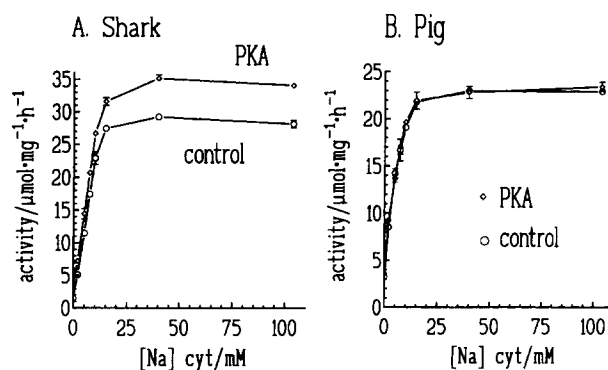 A. Shark
PKA
control
activity/μmol·mg⁻¹·h⁻¹
35
30
25
20
15
10
5
0
0
25
50
75
100
[Na] cyt/mM
B. Pig
PKA
control
activity/μmol·mg⁻¹·h⁻¹
25
20
15
10
5
0
0
25
50
75
100
[Na] cyt/mM